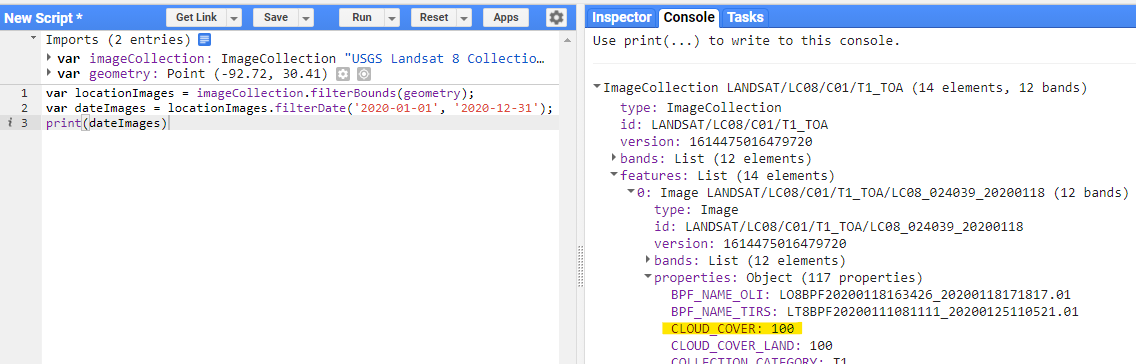 New Script *
Get Link
Save
Run
Reset
Apps
Imports (2 entries)
var imageCollection: ImageCollection "USGS Landsat 8 Collectio…
var geometry: Point (-92.72, 30.41)
1 var locationImages = imageCollection.filterBounds(geometry);
2 var dateImages = locationImages.filterDate('2020-01-01', '2020-12-31');
i 3 print(dateImages)
Inspector Console Tasks
Use print(...) to write to this console.
ImageCollection LANDSAT/LC08/C01/T1_TOA (14 elements, 12 bands)
type: ImageCollection
id: LANDSAT/LC08/C01/T1_TOA
version: 1614475016479720
bands: List (12 elements)
features: List (14 elements)
0: Image LANDSAT/LC08/C01/T1_TOA/LC08_024039_20200118 (12 bands)
type: Image
id: LANDSAT/LC08/C01/T1_TOA/LC08_024039_20200118
version: 1614475016479720
bands: List (12 elements)
properties: Object (117 properties)
BPF_NAME_OLI: LO8BPF20200118163426_20200118171817.01
BPF_NAME_TIRS: LT8BPF20200111081111_20200125110521.01
CLOUD_COVER: 100
CLOUD_COVER_LAND: 100
COLLECTION_CATEGORY: T1